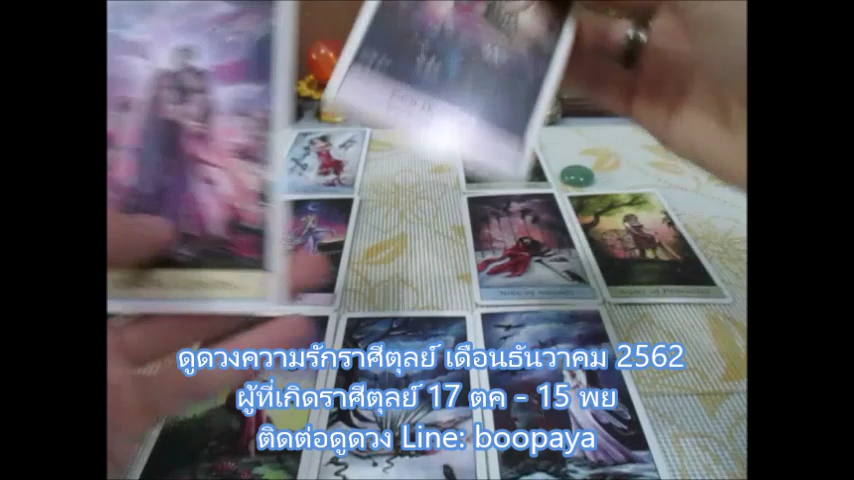 ดูดวงความรักราศีตุลย์ เดือนธันวาคม 2562
ผู้ที่เกิดราศีตุลย์ 17 ตค - 15 พย
ติดต่อดูดวง Line: boopaya